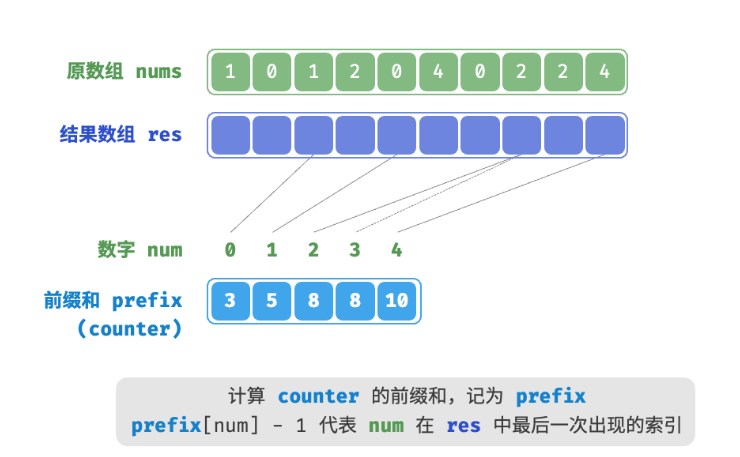 原数组 nums 1 0 1 2 0 4 0 2 2 4
结果数组 res
数字 num 0 1 2 3 4
前缀和 prefix 3 5 8 8 10
(counter)
计算 counter 的前缀和，记为 prefix
prefix[num] - 1 代表 num 在 res 中最后一次出现的索引